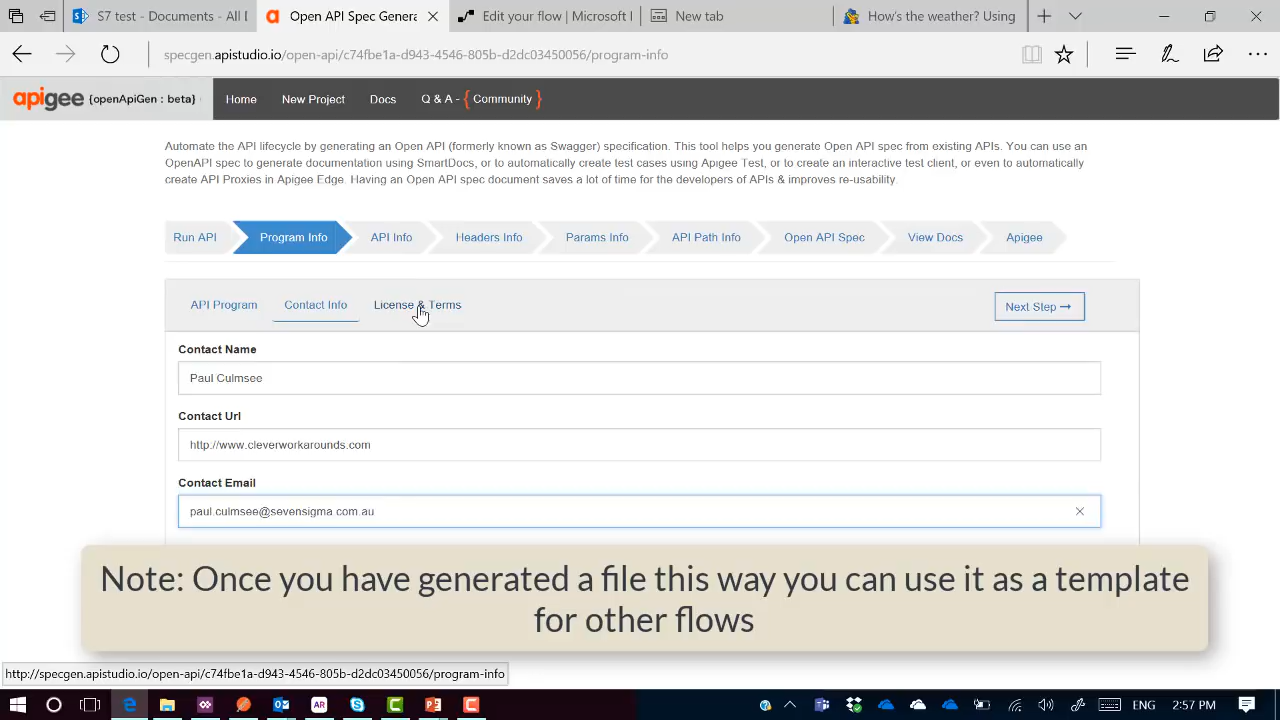 S7 test - Documents - All D
Open API Spec Genera
Edit your flow | Microsoft F
New tab
How's the weather! Using
specgen.apistudio.io/open-api/c74fbe1a-d943-4546-805b-d2dc03450056/program-info
apigee {openApiGen : beta}
Home
New Project
Docs
Q & A - { Community }
Automate the API lifecycle by generating an Open API (formerly known as Swagger) specification. This tool helps you generate Open API spec from existing APIs. You can use an
OpenAPI spec to generate documentation using SmartDocs, or to automatically create test cases using Apigee Test, or to create an interactive test client, or even to automatically
create API Proxies in Apigee Edge. Having an Open API spec document saves a lot of time for the developers of APIs & improves re-usability.
Run API
Program Info
API Info
Headers Info
Params Info
API Path Info
Open API Spec
View Docs
Apigee
API Program
Contact Info
License & Terms
Next Step →
Contact Name
Paul Culmsee
Contact Url
http://www.cleverworkarounds.com
Contact Email
paul.culmsee@sevensigma.com.au
Note: Once you have generated a file this way you can use it as a template
for other flows
http://specgen.apistudio.io/open-api/c74fbe1a-d943-4546-805b-d2dc03450056/program-info
ENG
2:57 PM